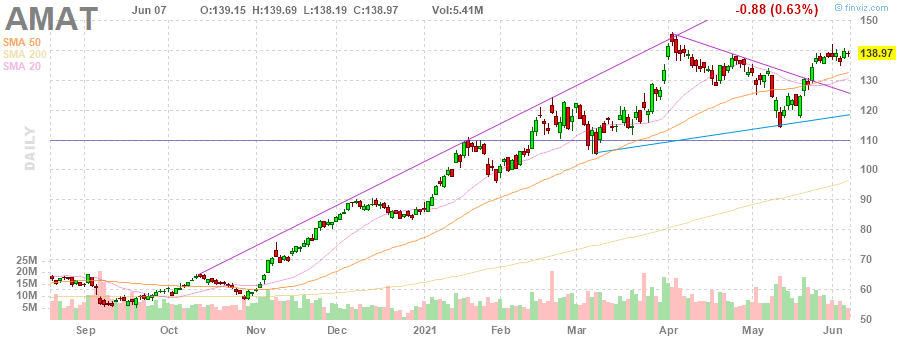 © finviz.com
AMAT Jun 07 O:139.15 H:139.69 L:138.19 C:138.97 Vol:5.41M -0.88 (0.63%)
SMA 50
SMA 200
SMA 20
DAILY
150
138.97
130
120
110
100
90
80
70
60
50
25M
20M
15M
10M
5M
Sep Oct Nov Dec 2021 Feb Mar Apr May Jun